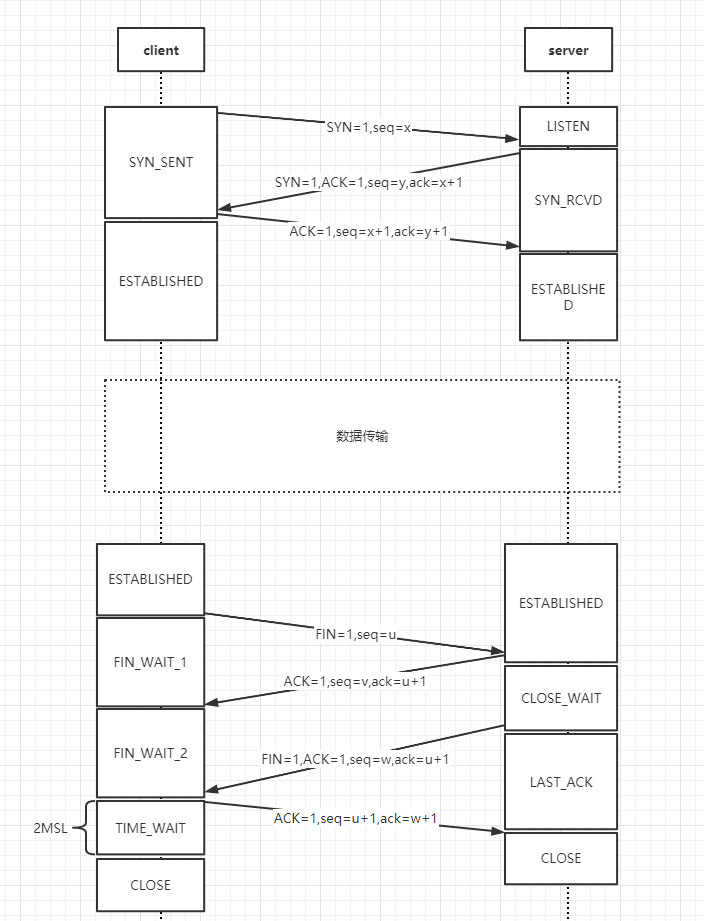 client
server
SYN=1,seq=x
LISTEN
SYN_SENT
SYN=1,ACK=1,seq=y,ack=x+1
SYN_RCVD
ACK=1,seq=x+1,ack=y+1
ESTABLISHED
ESTABLISHE
D
数据传输
ESTABLISHED
ESTABLISHED
FIN=1,seq=u
FIN_WAIT_1
ACK=1,seq=v,ack=u+1
CLOSE_WAIT
FIN_WAIT_2
FIN=1,ACK=1,seq=w,ack=u+1
LAST_ACK
2MSL
TIME_WAIT
ACK=1,seq=u+1,ack=w+1
CLOSE
CLOSE